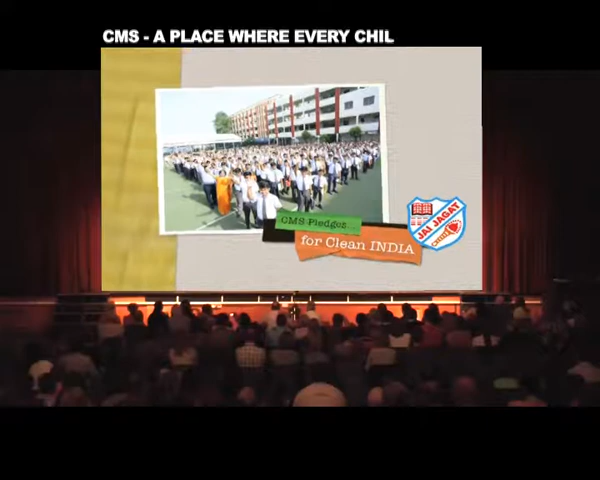 CMS - A PLACE WHERE EVERY CHIL
CMS Pledges
for Clean INDIA
JAI JAGAT